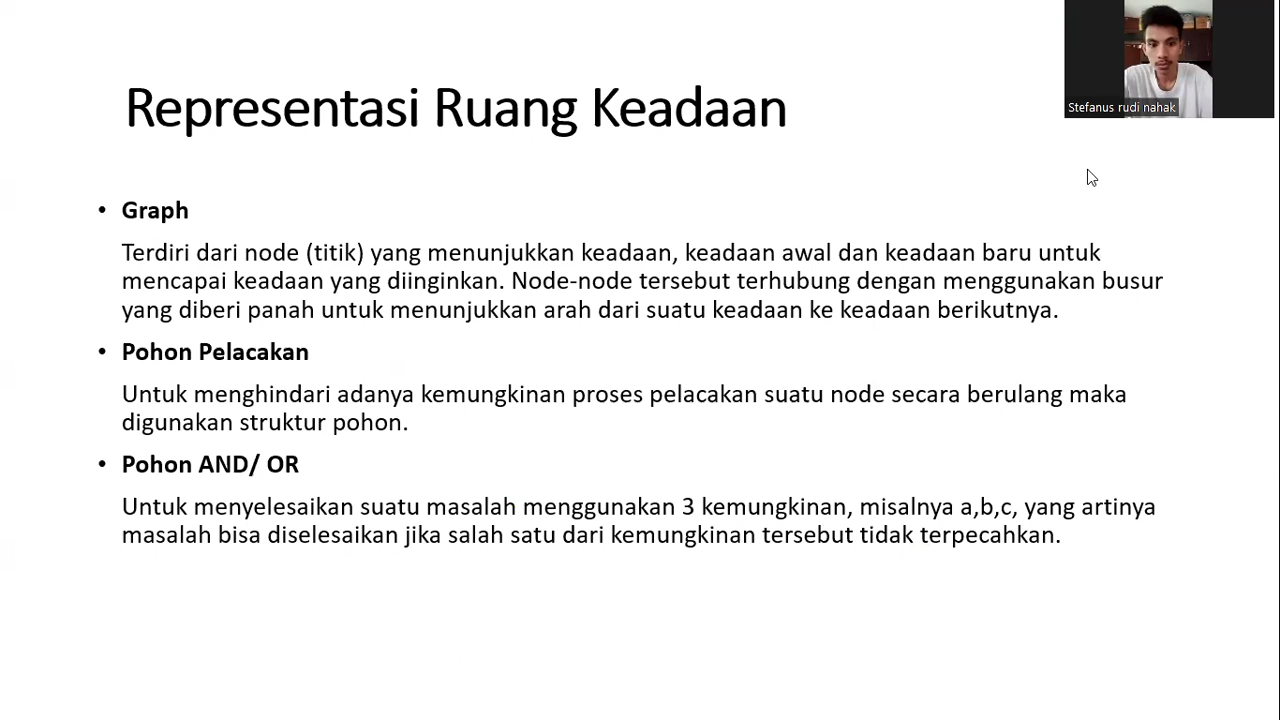 Stefanus rudi nahak
Representasi Ruang Keadaan
• Graph
Terdiri dari node (titik) yang menunjukkan keadaan, keadaan awal dan keadaan baru untuk
mencapai keadaan yang diinginkan. Node-node tersebut terhubung dengan menggunakan busur
yang diberi panah untuk menunjukkan arah dari suatu keadaan ke keadaan berikutnya.
• Pohon Pelacakan
Untuk menghindari adanya kemungkinan proses pelacakan suatu node secara berulang maka
digunakan struktur pohon.
• Pohon AND/ OR
Untuk menyelesaikan suatu masalah menggunakan 3 kemungkinan, misalnya a,b,c, yang artinya
masalah bisa diselesaikan jika salah satu dari kemungkinan tersebut tidak terpecahkan.